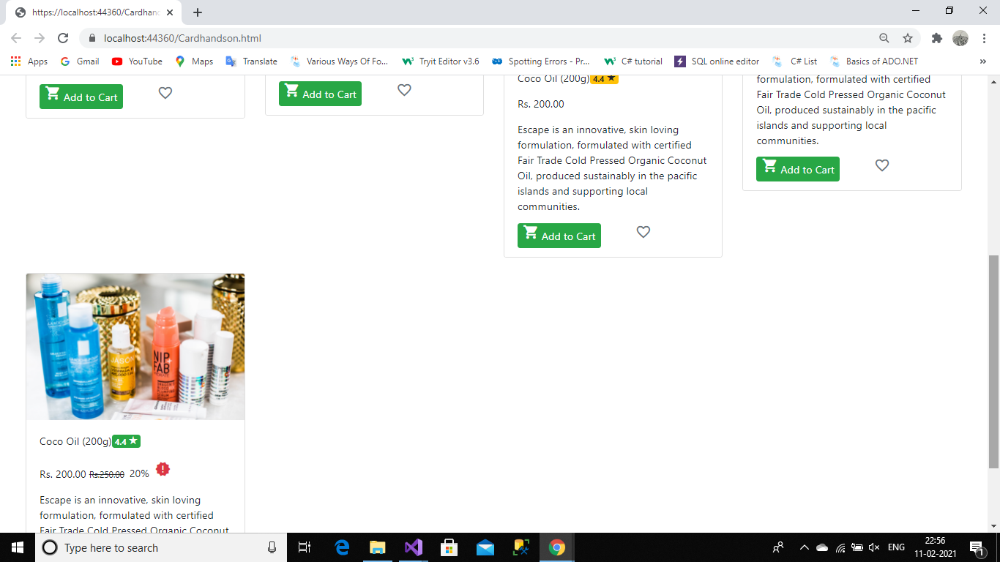 https://localhost:44360/Cardhand
localhost:44360/Cardhandson.html
Apps
Gmail
YouTube
Maps
Translate
Various Ways Of Fo...
Tryit Editor v3.6
Spotting Errors - Pr...
C# tutorial
SQL online editor
C# List
Basics of ADO.NET
»
Add to Cart
Add to Cart
Coco Oil (200g) 4.4 ★
Rs. 200.00
Escape is an innovative, skin loving
formulation, formulated with certified
Fair Trade Cold Pressed Organic Coconut
Oil, produced sustainably in the pacific
islands and supporting local
communities.
Add to Cart
formulation, formulated with certified
Fair Trade Cold Pressed Organic Coconut
Oil, produced sustainably in the pacific
islands and supporting local
communities.
Add to Cart
JASON
NIP
FAB
Coco Oil (200g) 4.4 ★
Rs. 200.00 Rs.250.00 20%
Escape is an innovative, skin loving
formulation, formulated with certified
Fair Trade Cold Pressed Organic Coconut
Type here to search
ENG
22:56
11-02-2021
1